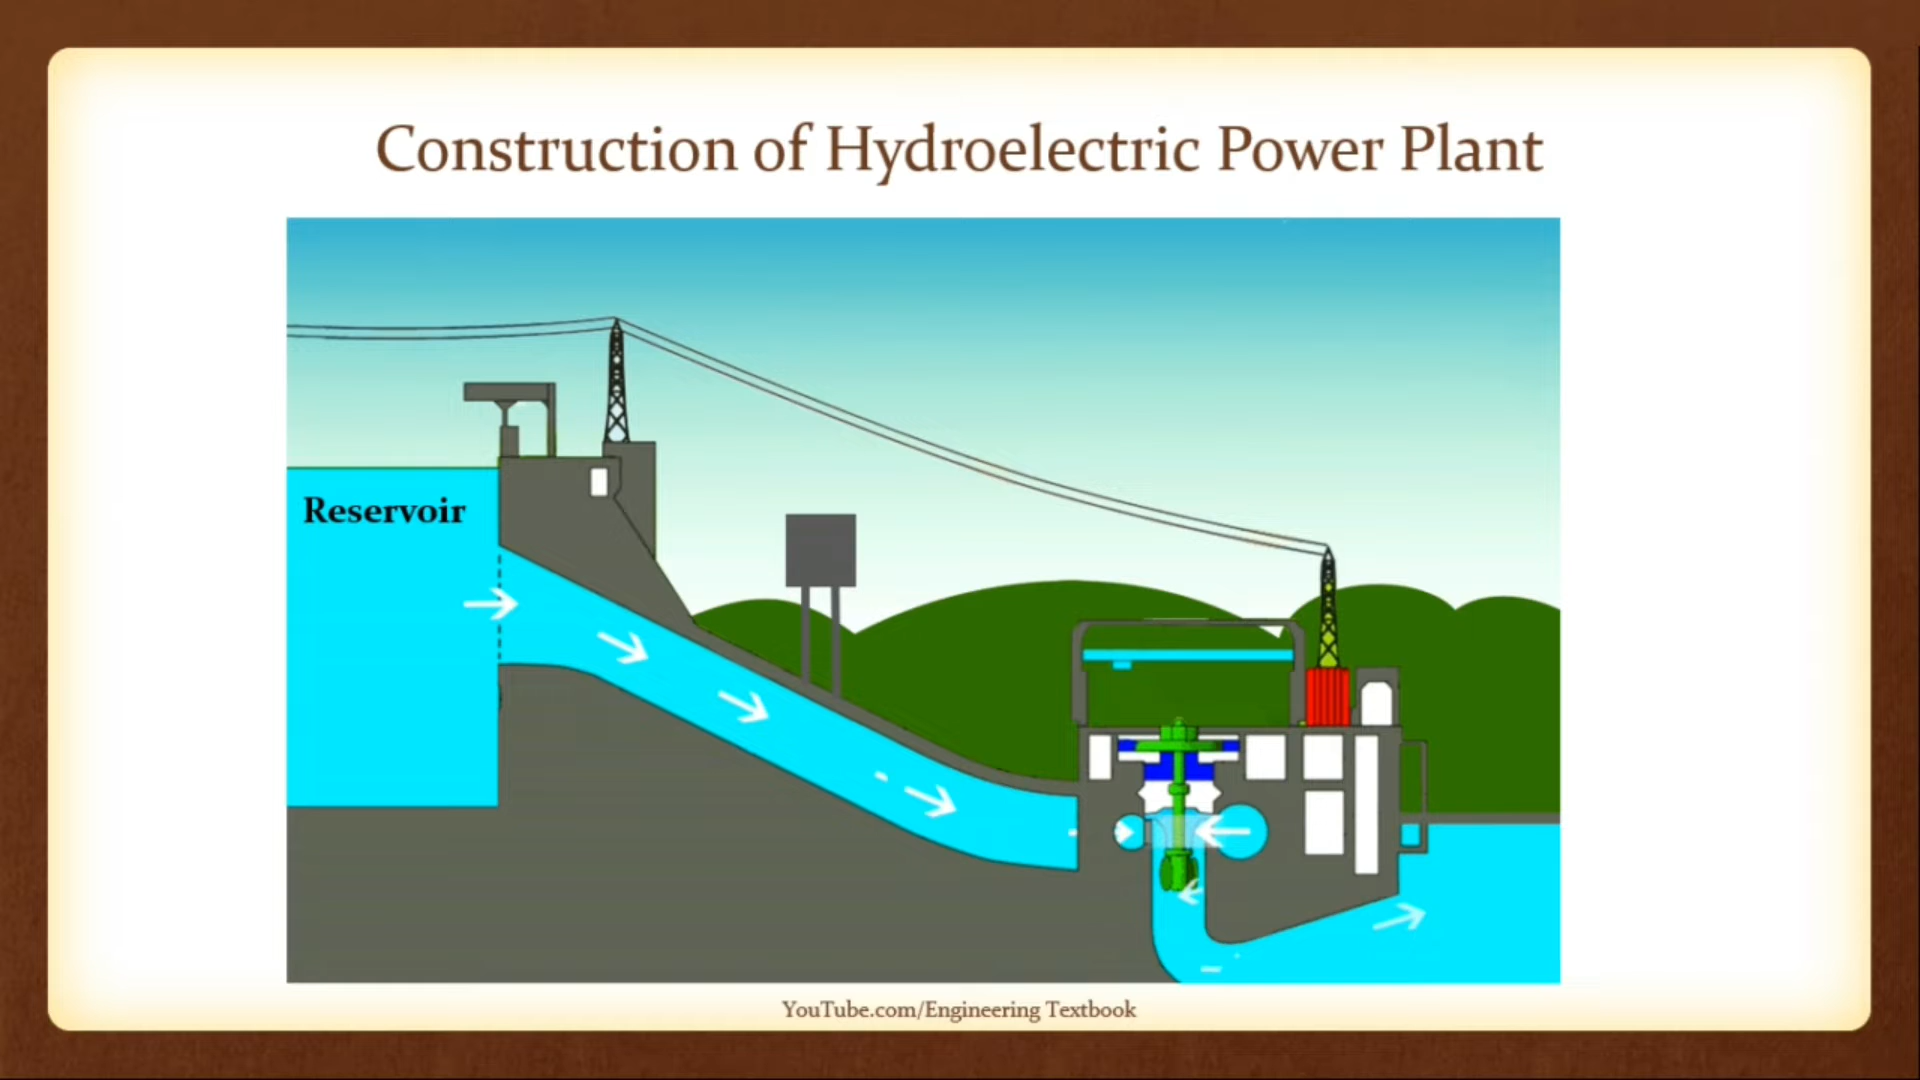 Construction of Hydroelectric Power Plant
Reservoir
YouTube.com/Engineering Textbook